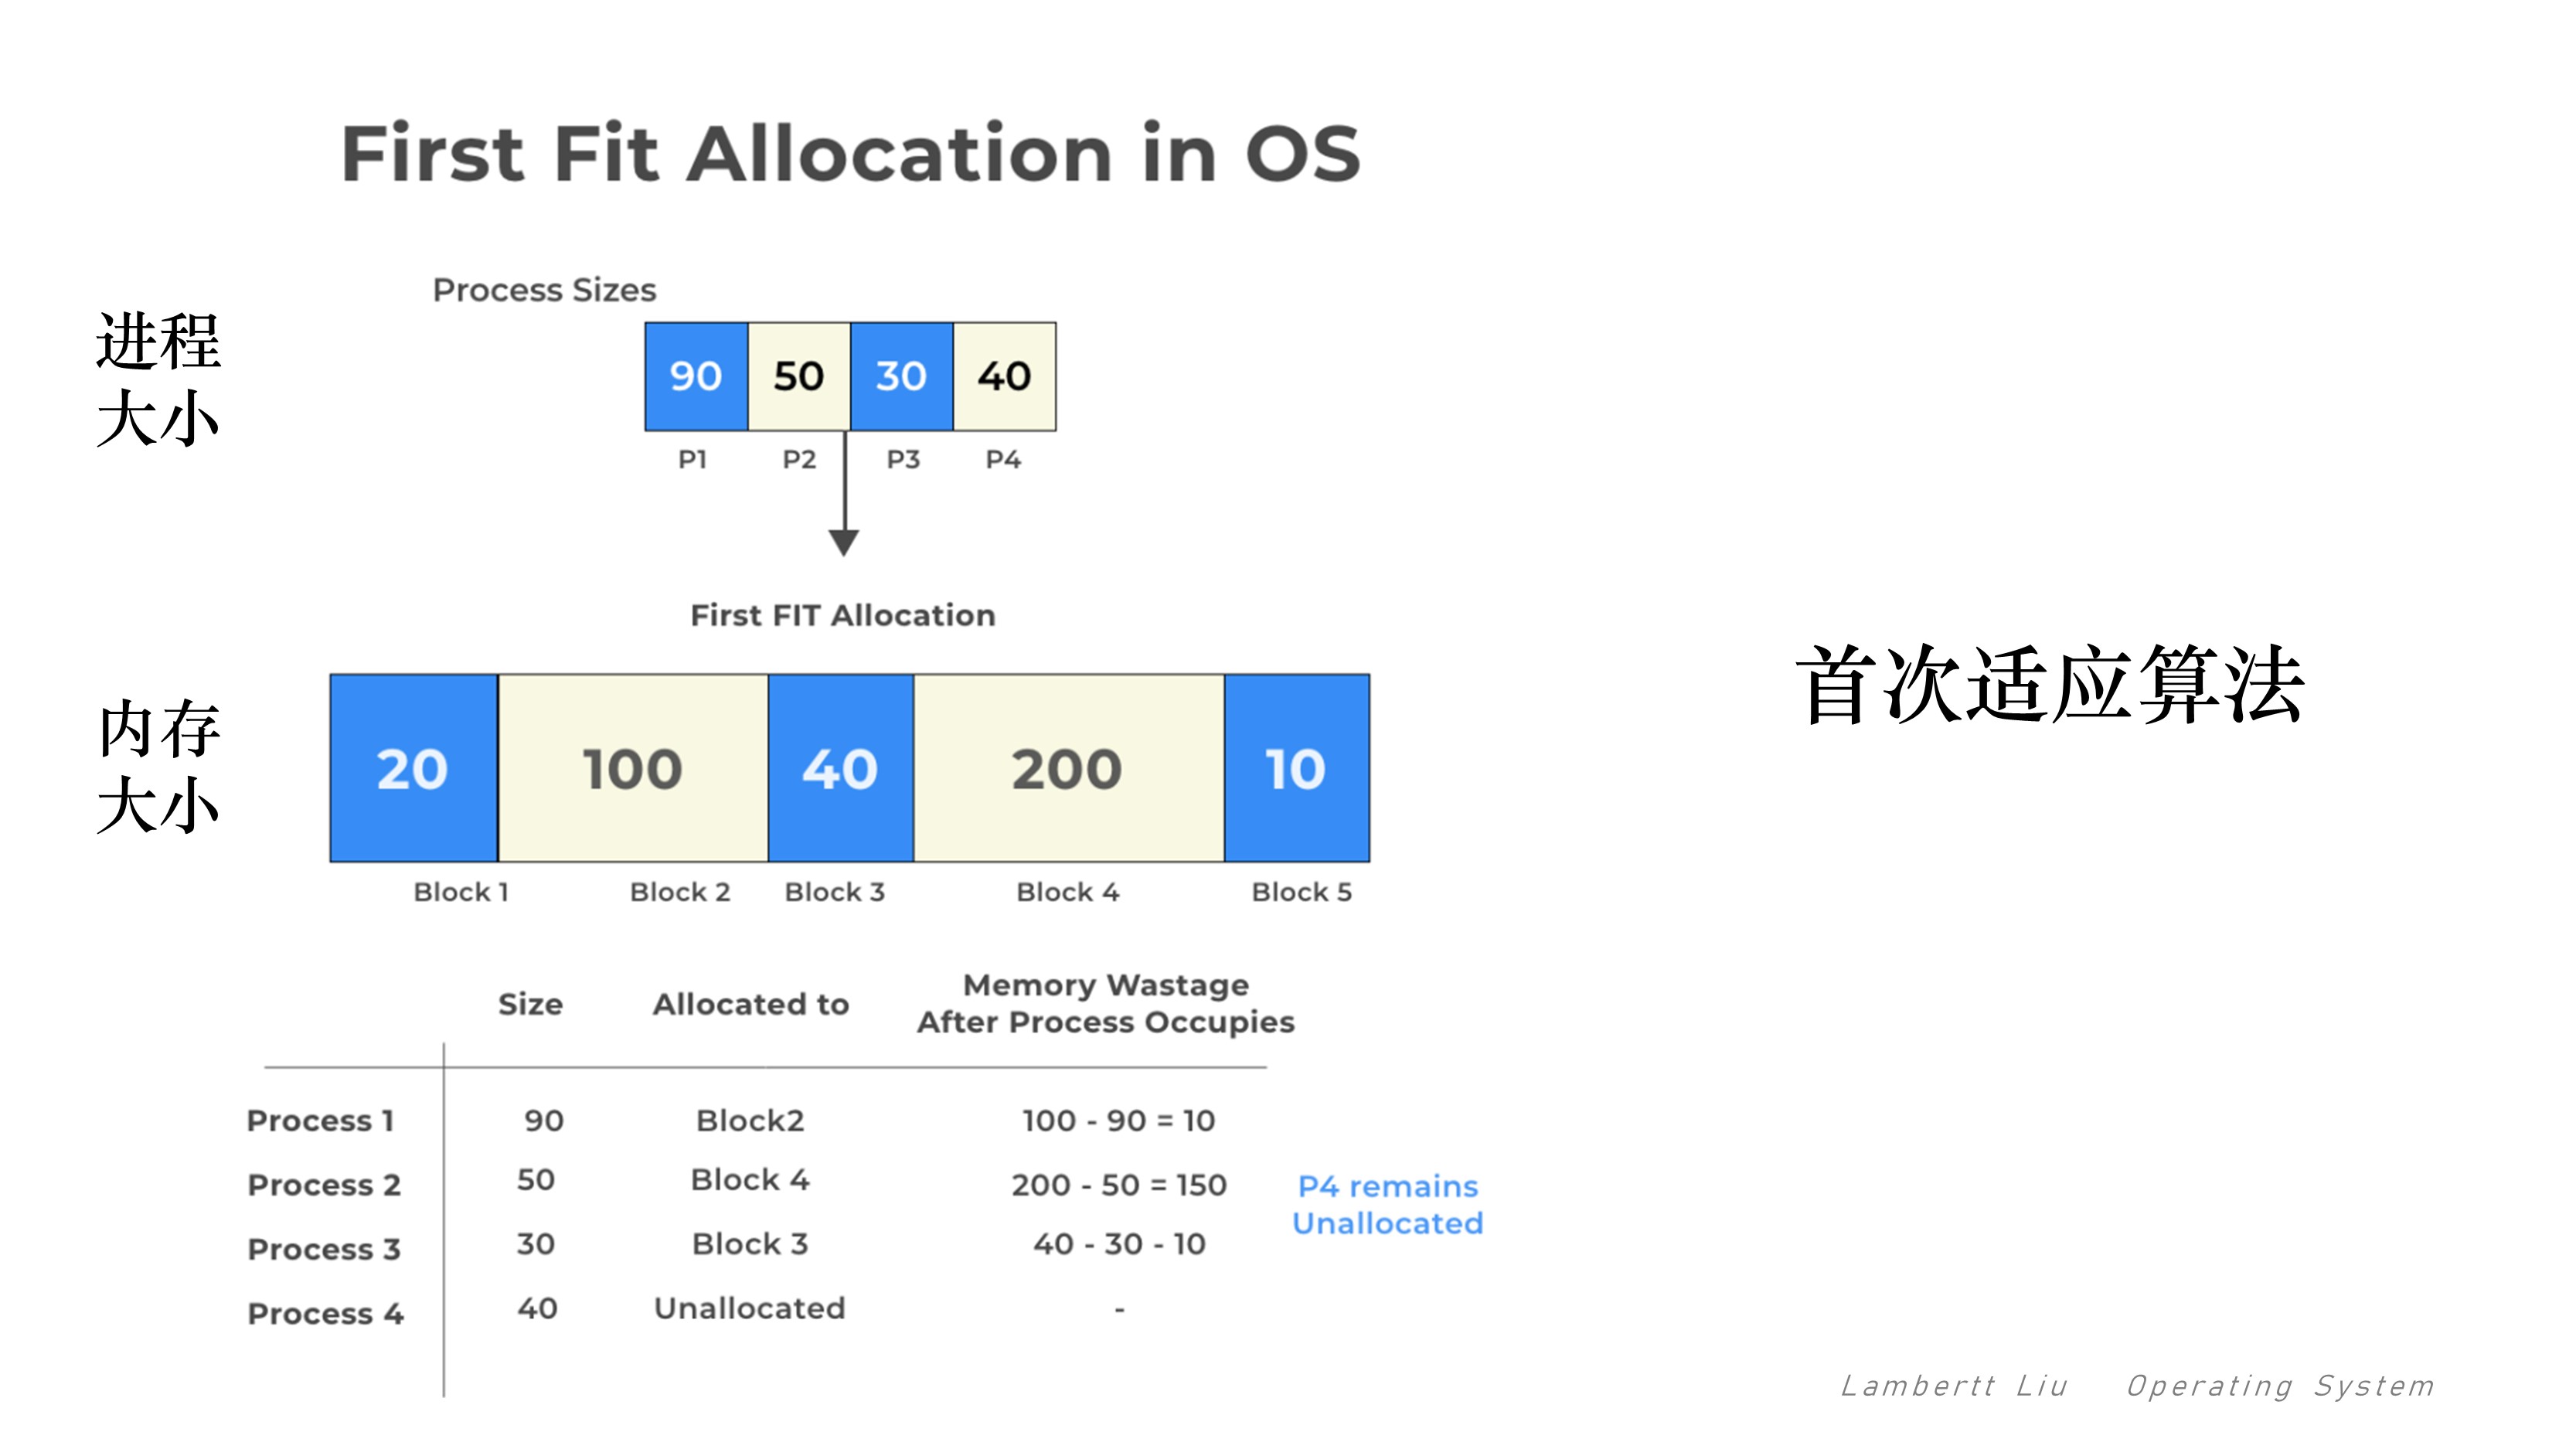 First Fit Allocation in OS
Process Sizes
进程
大小
90 50 30 40
P1 P2 P3 P4
First FIT Allocation
首次适应算法
内存
大小
20 100 40 200 10
Block 1 Block 2 Block 3 Block 4 Block 5
Size Allocated to Memory Wastage
After Process Occupies
Process 1 90 Block2 100 - 90 = 10
Process 2 50 Block 4 200 - 50 = 150
Process 3 30 Block 3 40 - 30 - 10
Process 4 40 Unallocated -
P4 remains
Unallocated
Lambertt Liu Operating System